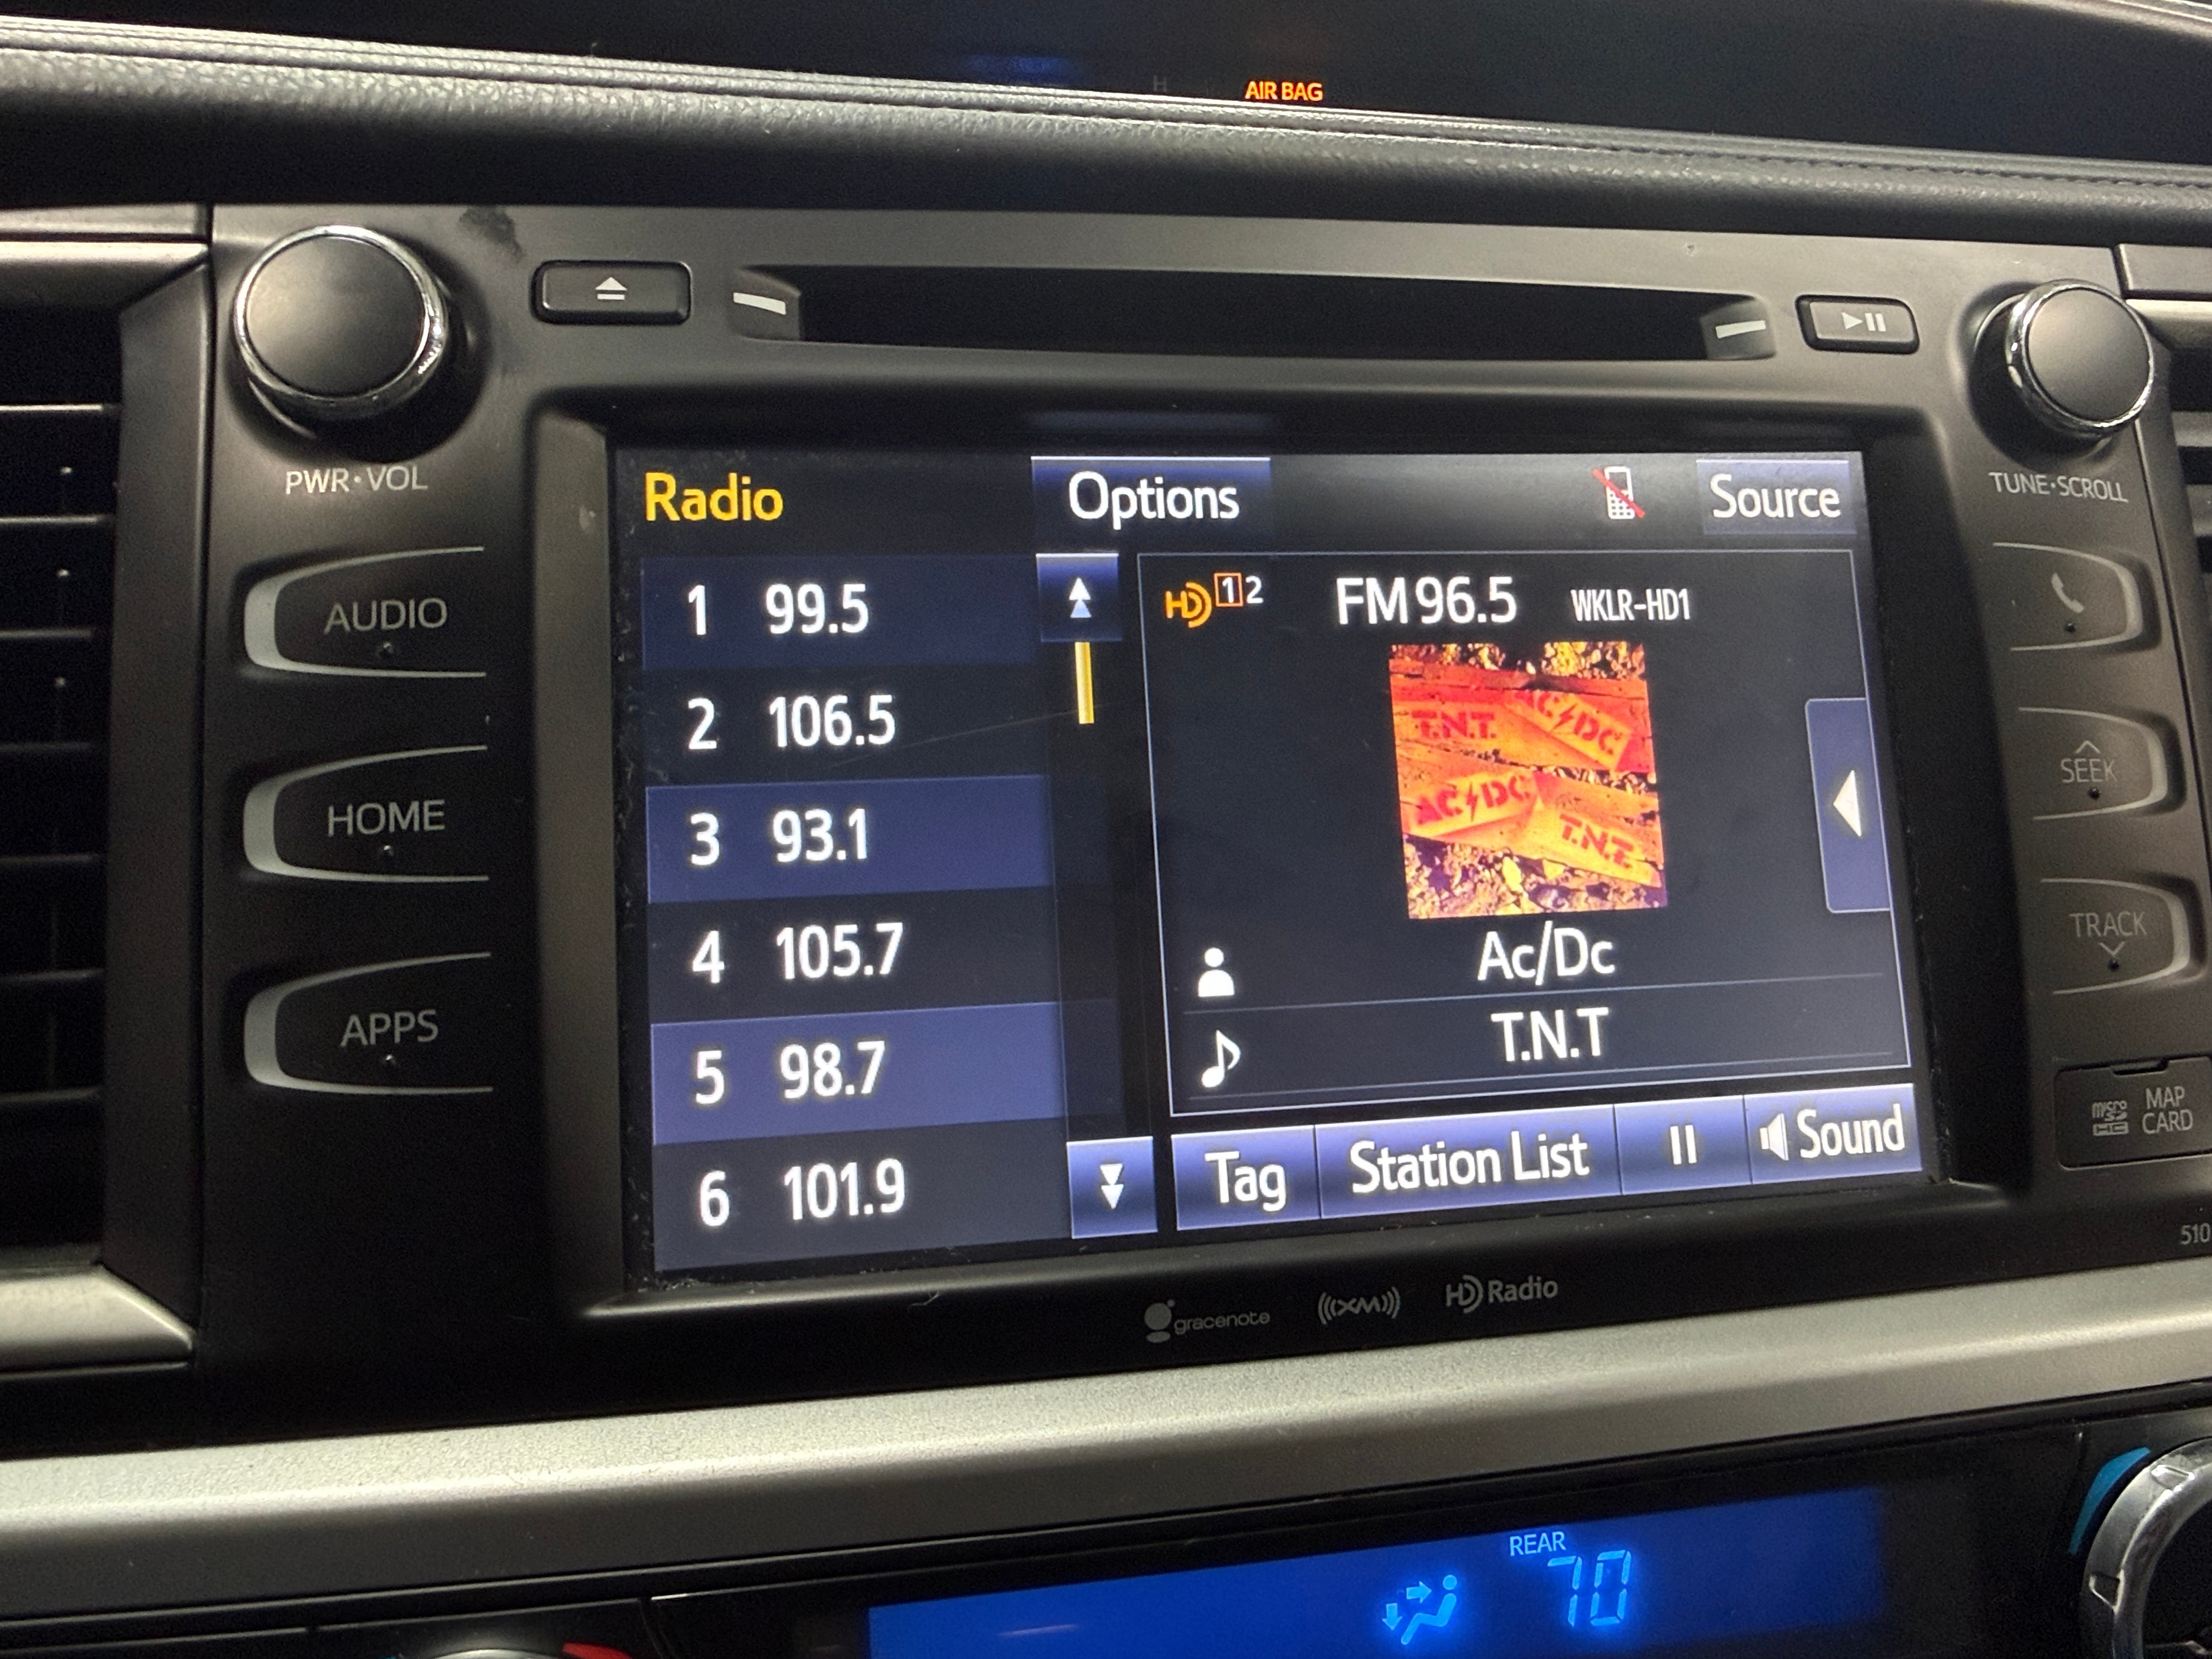 AIR BAG
PWR•VOL
TUNE•SCROLL
AUDIO
HOME
APPS
Radio
Options
Source
1 99.5
2 106.5
3 93.1
4 105.7
5 98.7
6 101.9
HD 1 2
FM 96.5 WKLR-HD1
T.N.T. AC/DC
AC/DC T.N.T.
Ac/Dc
T.N.T
Tag
Station List
Sound
SEEK
TRACK
micro SD HC
MAP
CARD
510
gracenote
((XM))
HD Radio
REAR
70